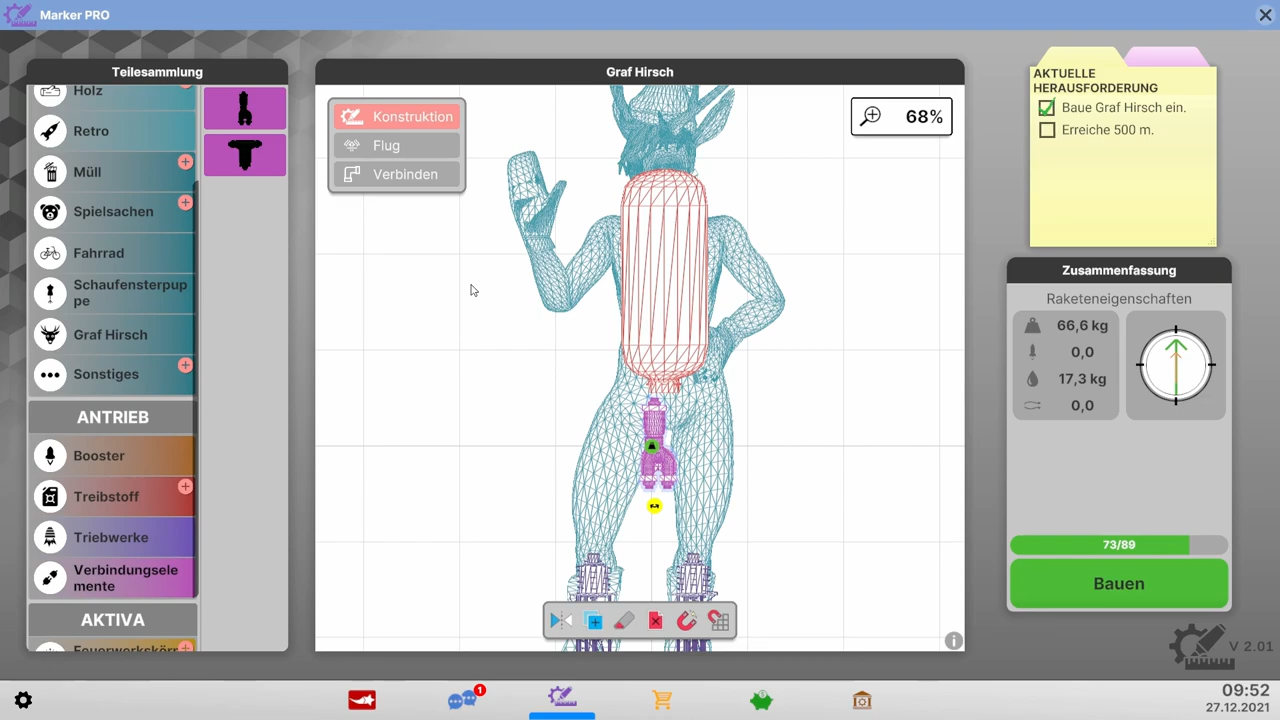 Marker PRO
Teilesammlung
Holz
Retro
Müll
Spielsachen
Fahrrad
Schaufensterpup
pe
Graf Hirsch
Sonstiges
ANTRIEB
Booster
Treibstoff
Triebwerke
Verbindungsele
mente
AKTIVA
Feuerwerkskörr
Graf Hirsch
Konstruktion
Flug
Verbinden
68%
AKTUELLE
HERAUSFORDERUNG
Baue Graf Hirsch ein.
Erreiche 500 m.
Zusammenfassung
Raketeneigenschaften
66,6 kg
0,0
17,3 kg
0,0
73/89
Bauen
V 2.01
1
09:52
27.12.2021